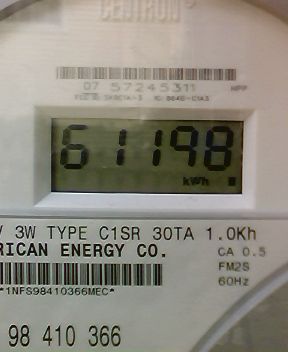 CENTRON
07 57245311 HPP
61198
kWh
V 3W TYPE C1SR 30TA 1.0Kh
RICAN ENERGY CO. CA 0.5
FM2S
*1NFS98410366MEC* 60Hz
98 410 366